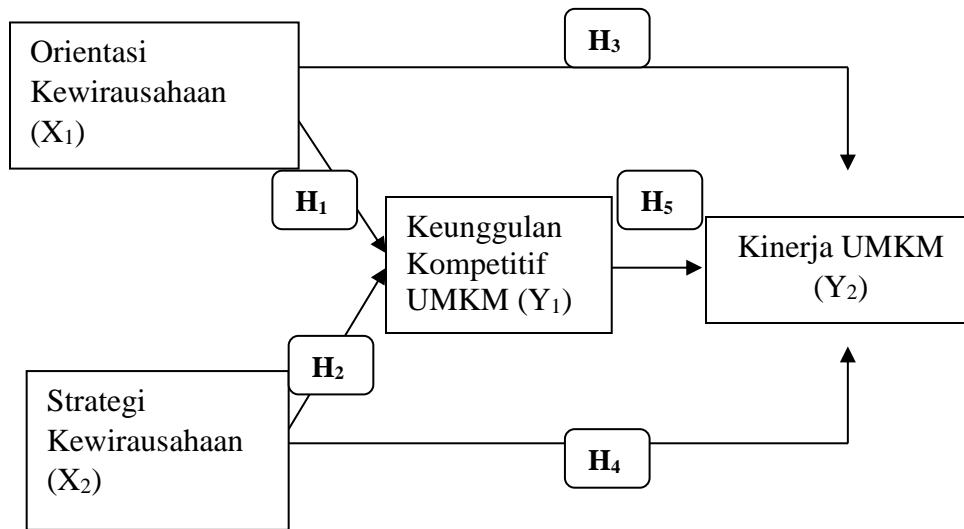 H₃
Orientasi
Kewirausahaan
(X₁)
H₁
H₅
Keunggulan
Kompetitif
UMKM (Y₁)
Kinerja UMKM
(Y₂)
H₂
Strategi
Kewirausahaan
(X₂)
H₄